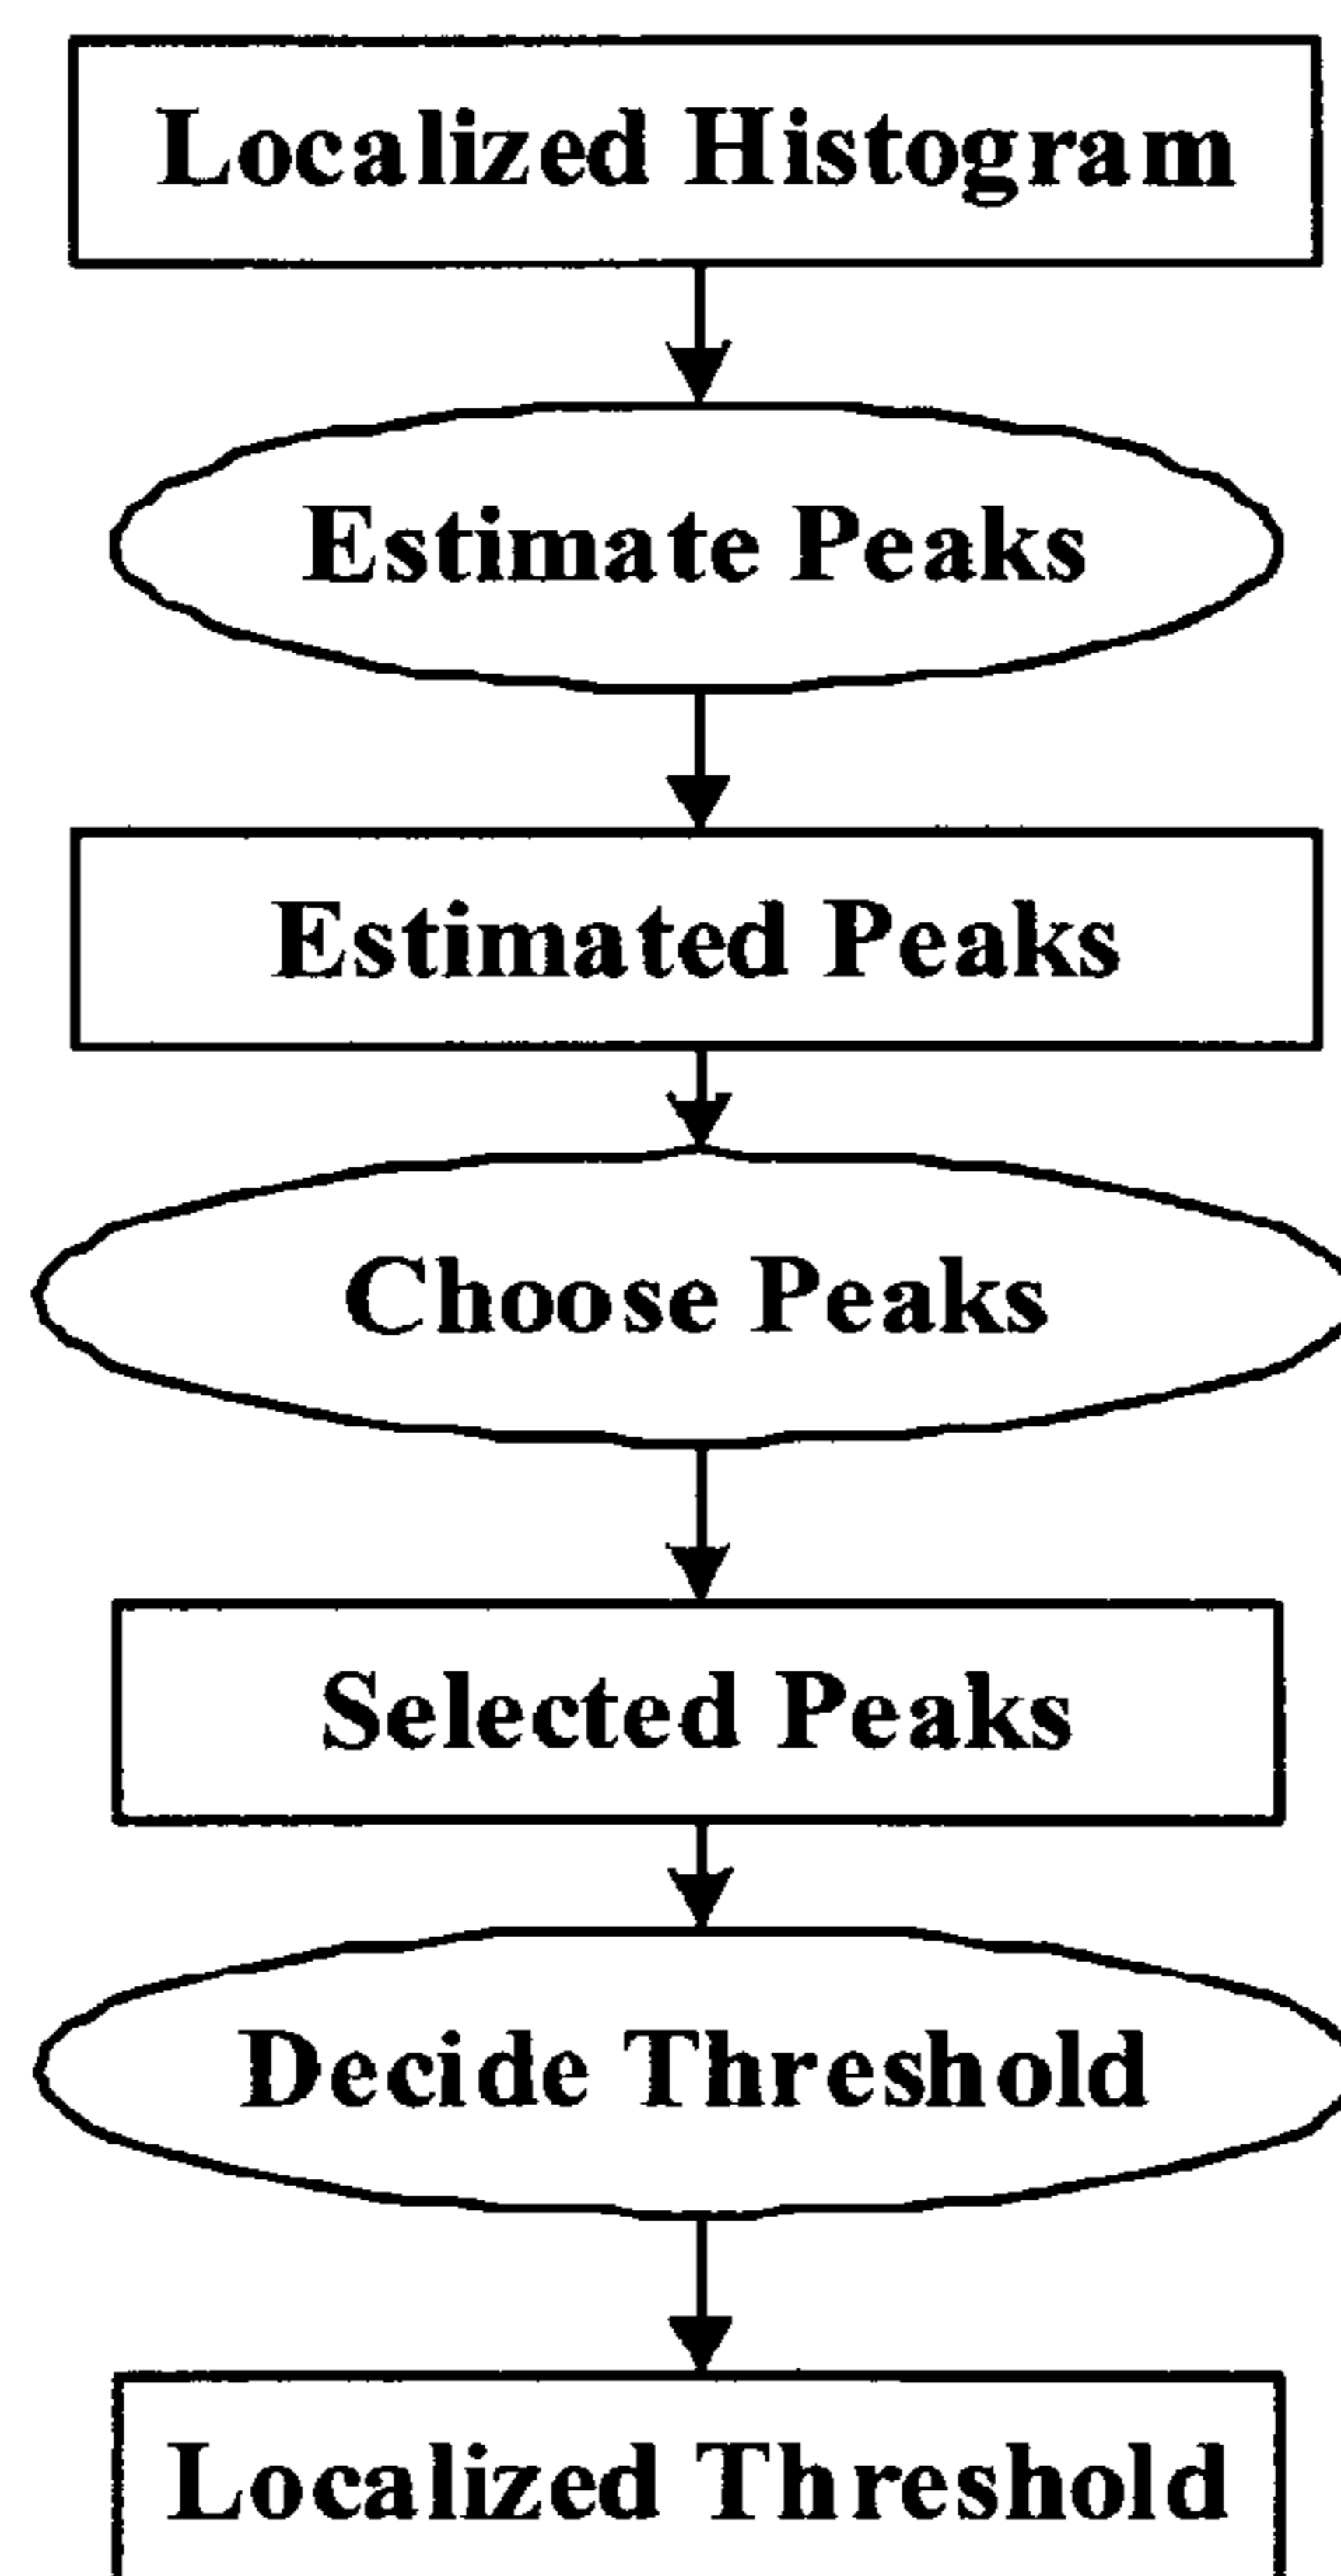 Localized Histogram
Estimate Peaks
Estimated Peaks
Choose Peaks
Selected Peaks
Decide Threshold
Localized Threshold